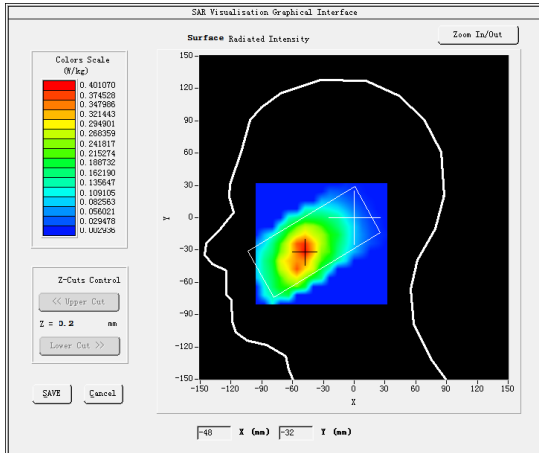 SAR Visualisation Graphical Interface
Surface Radiated Intensity
Zoom In/Out
Colors Scale
(W/kg)
0.401070
0.374528
0.347986
0.321443
0.294901
0.268359
0.241817
0.215274
0.188732
0.162190
0.135647
0.109105
0.082563
0.056021
0.029478
0.002936
Z-Cuts Control
<< Upper Cut
Z = 0.2 mm
Lower Cut >>
SAVE Cancel
150
120
90
60
30
0
-30
-60
-90
-120
-150
Y
-150 -120 -90 -60 -30 0 30 60 90 120 150
X
-48 X (mm) -32 Y (mm)